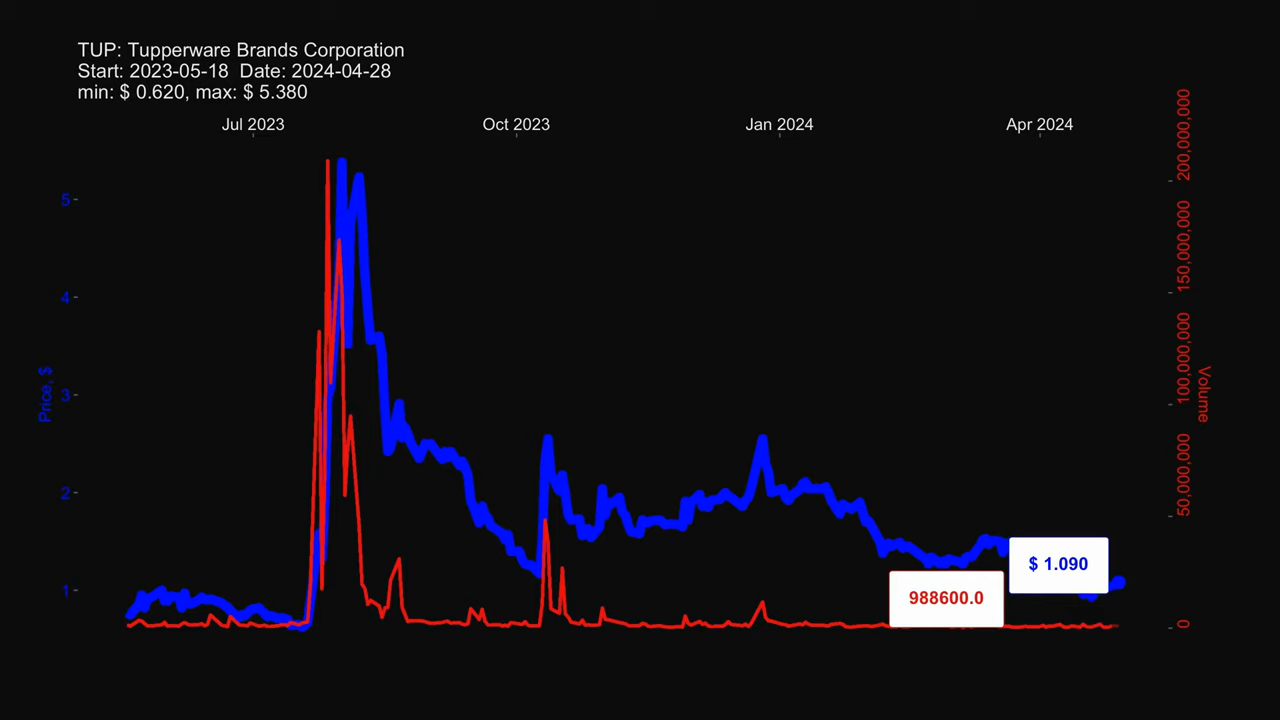 TUP: Tupperware Brands Corporation
Start: 2023-05-18  Date: 2024-04-28
min: $ 0.620, max: $ 5.380
Jul 2023
Oct 2023
Jan 2024
Apr 2024
5
4
3
2
1
Price, $
200,000,000
150,000,000
100,000,000
50,000,000
0
Volume
$ 1.090
988600.0